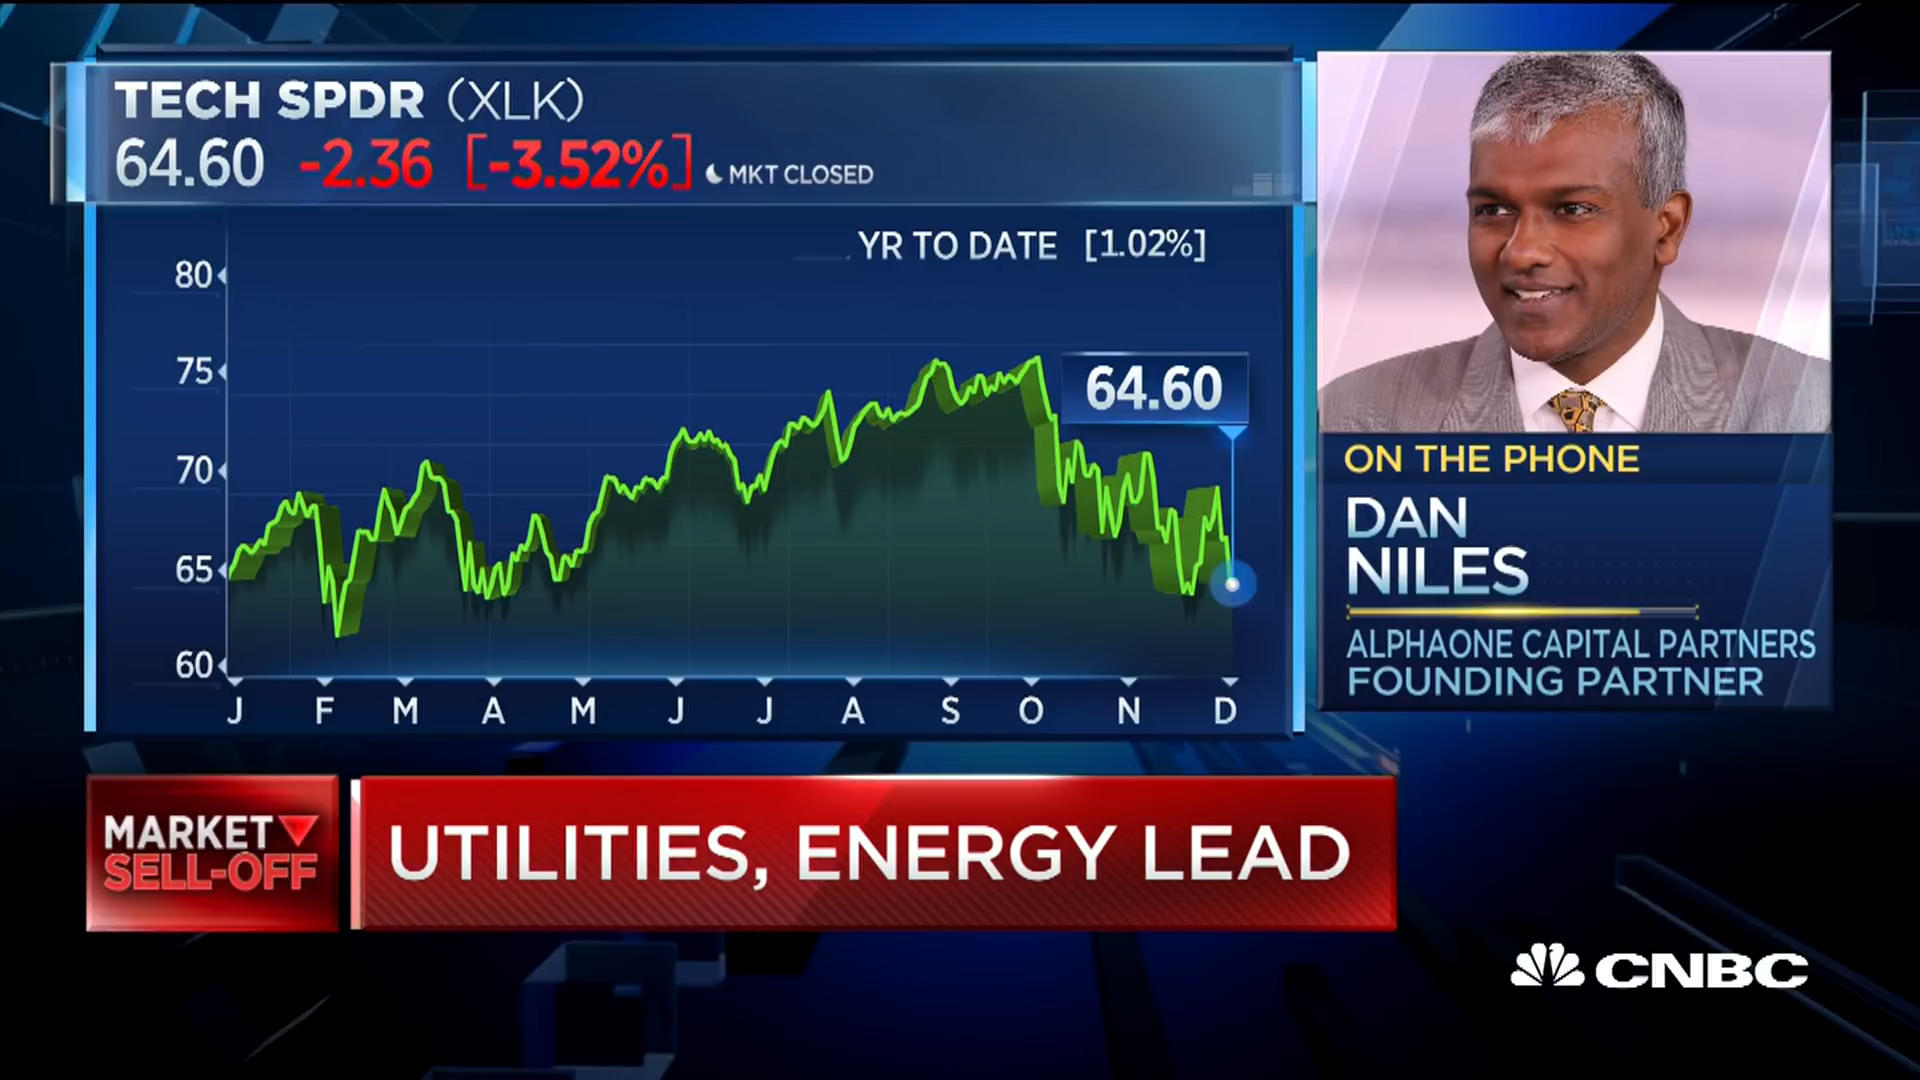 TECH SPDR (XLK)
64.60 -2.36 [-3.52%] MKT CLOSED
YR TO DATE [1.02%]
80
75
70
65
60
64.60
J F M A M J J A S O N D
ON THE PHONE
DAN
NILES
ALPHAONE CAPITAL PARTNERS
FOUNDING PARTNER
MARKET
SELL-OFF
UTILITIES, ENERGY LEAD
CNBC